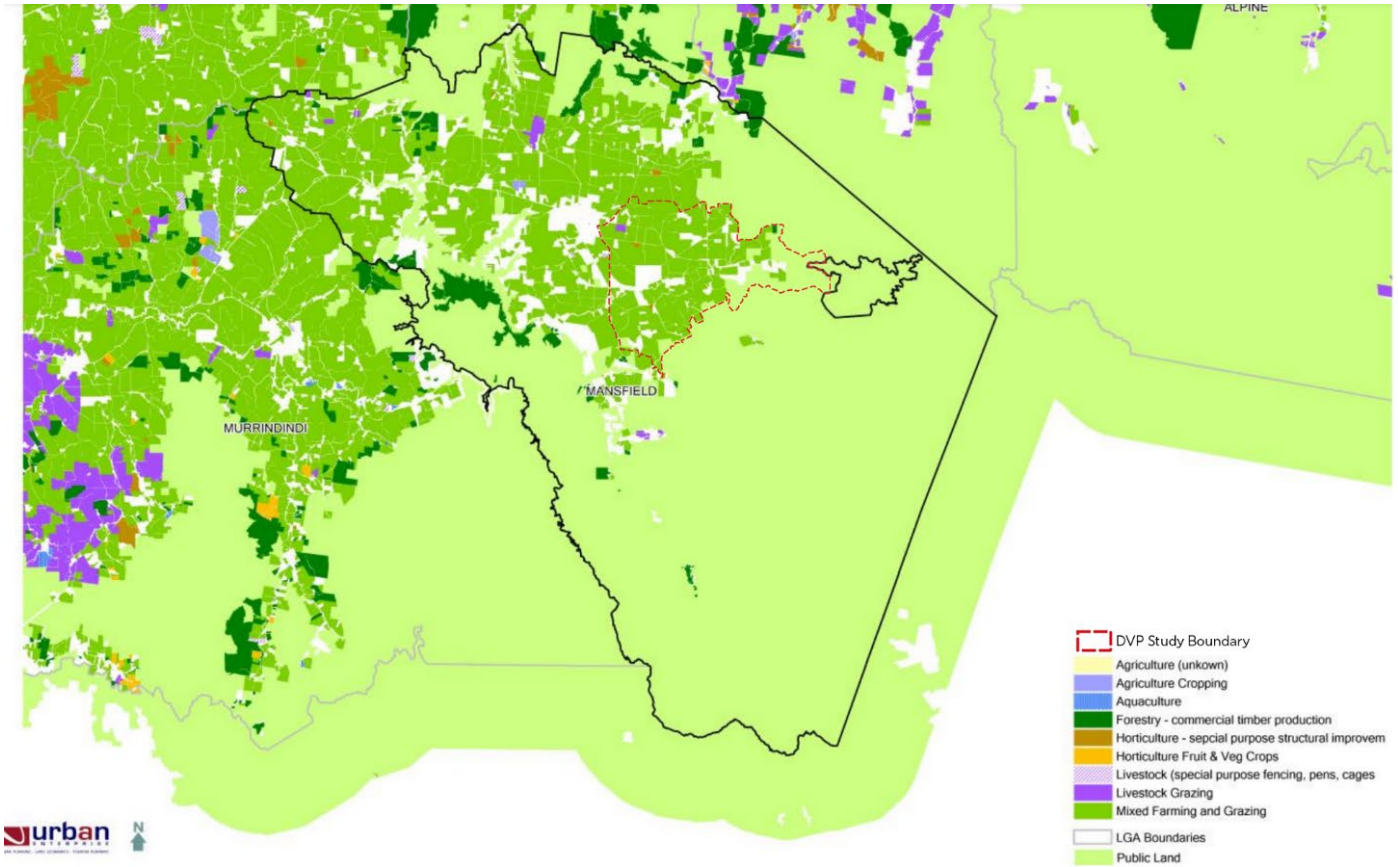 ALPINE
MANSFIELD
MURRINDINDI
DVP Study Boundary
Agriculture (unkown)
Agriculture Cropping
Aquaculture
Forestry - commercial timber production
Horticulture - sepcial purpose structural improvem
Horticulture Fruit & Veg Crops
Livestock (special purpose fencing, pens, cages
Livestock Grazing
Mixed Farming and Grazing
LGA Boundaries
Public Land
urban
ENTERPRISE
N